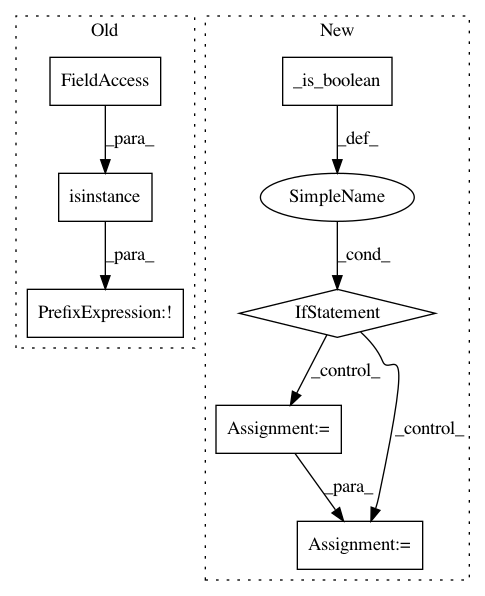 Old
New
FieldAccess
_is_boolean
_para_
_def_
isinstance
SimpleName
_para_
_cond_
PrefixExpression:!
IfStatement
_control_
_control_
Assignment:=
_para_
Assignment:=